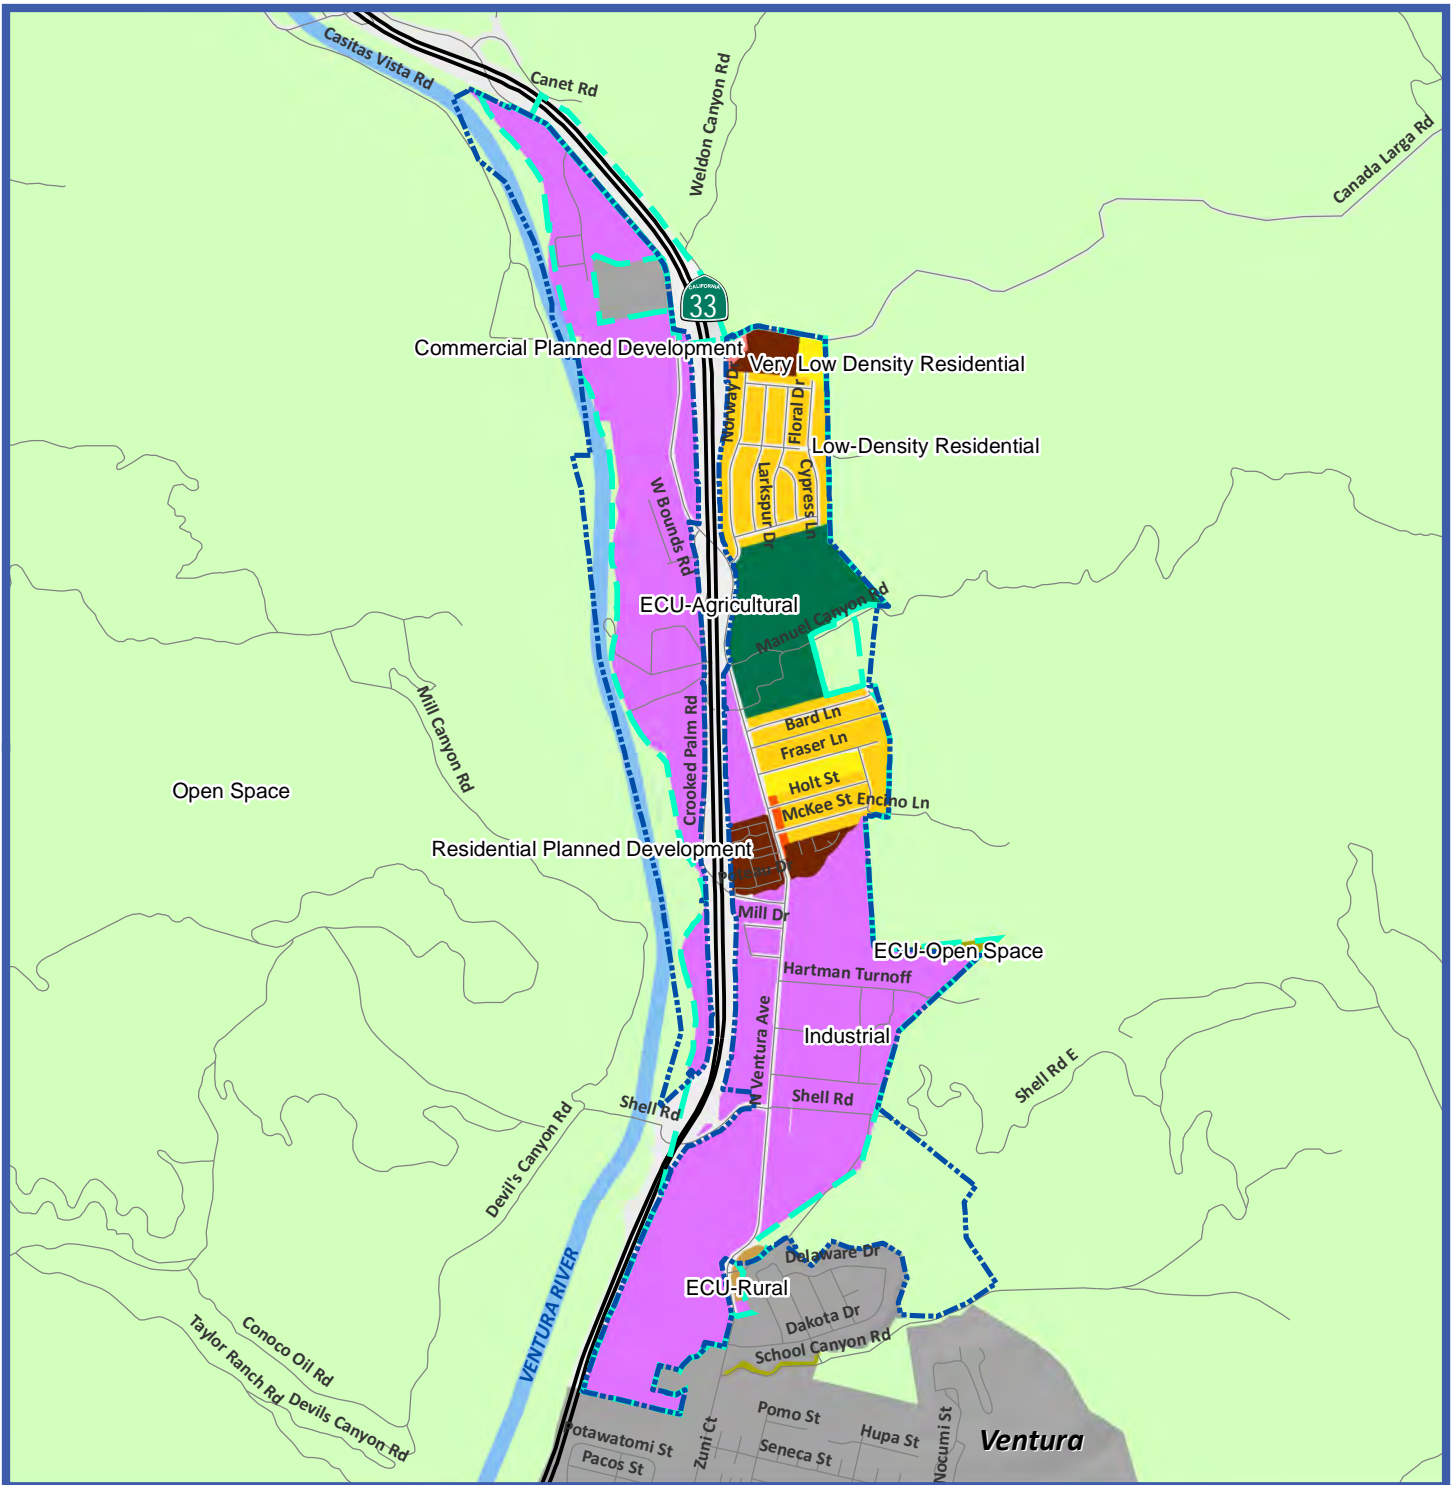 Casitas Vista Rd
Canet Rd
Weldon Canyon Rd
Canada Larga Rd
CALIFORNIA
33
Commercial Planned Development
Very Low Density Residential
Norway Dr
Floral Dr
Low-Density Residential
Larkspur Dr
Cypress Ln
W Bounds Rd
ECU-Agricultural
Manuel Canyon Rd
Mill Canyon Rd
Crooked Palm Rd
Bard Ln
Fraser Ln
Open Space
Holt St
McKee St
Encino Ln
Residential Planned Development
Mill Dr
ECU-Open Space
Hartman Turnoff
N Ventura Ave
Industrial
Shell Rd E
Shell Rd
Shell Rd
Devil's Canyon Rd
Delaware Dr
ECU-Rural
VENTURA RIVER
Dakota Dr
School Canyon Rd
Conoco Oil Rd
Taylor Ranch Rd
Devils Canyon Rd
Pomo St
Hupa St
Nocumi St
Ventura
Potawatomi St
Zuni Ct
Seneca St
Pacos St